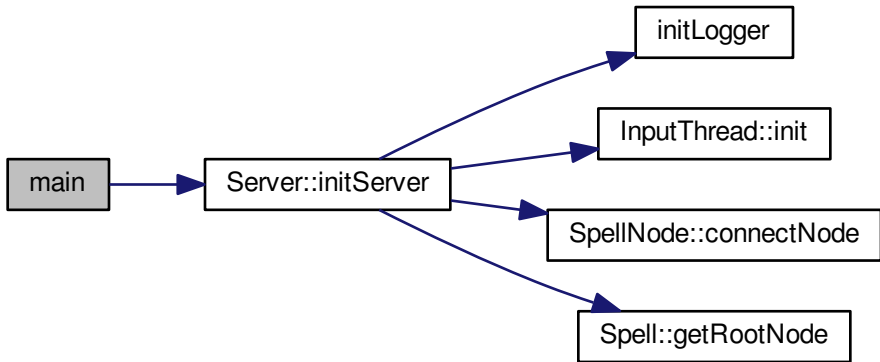 main
Server::initServer
initLogger
InputThread::init
SpellNode::connectNode
Spell::getRootNode